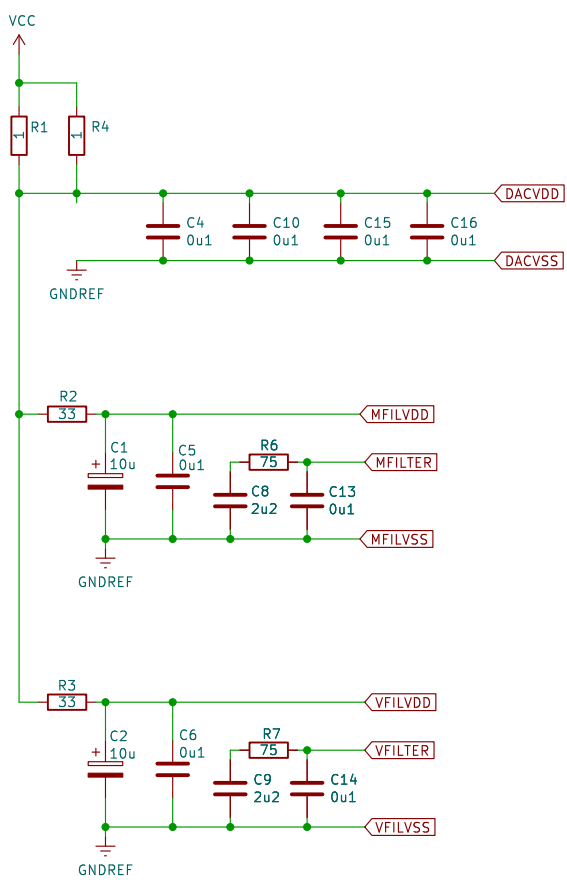 VCC
R1
1
R4
1
DACVDD
C4
0u1
C10
0u1
C15
0u1
C16
0u1
DACVSS
GNDREF
R2
33
MFILVDD
C1
+
10u
C5
0u1
R6
75
MFILTER
C8
2u2
C13
0u1
MFILVSS
GNDREF
R3
33
VFILVDD
C2
+
10u
C6
0u1
R7
75
VFILTER
C9
2u2
C14
0u1
VFILVSS
GNDREF